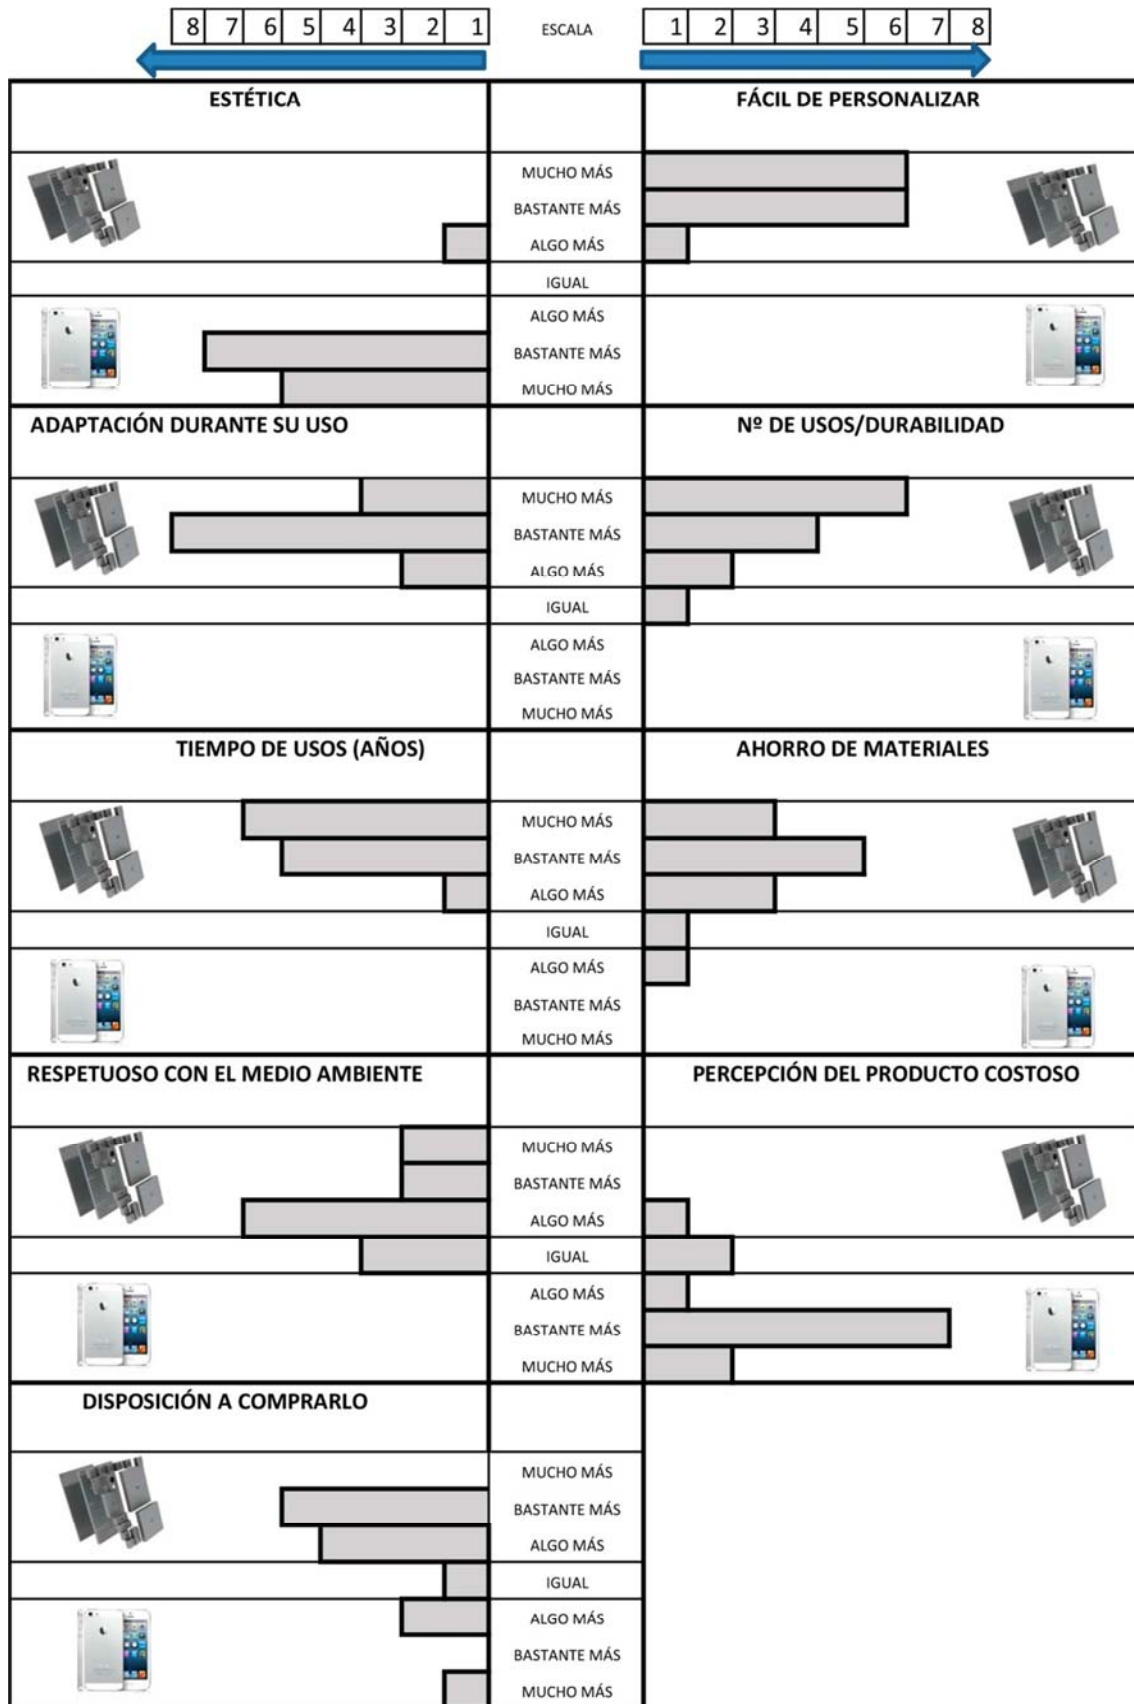 8 7 6 5 4 3 2 1 ESCALA 1 2 3 4 5 6 7 8
ESTÉTICA FÁCIL DE PERSONALIZAR
MUCHO MÁS
BASTANTE MÁS
ALGO MÁS
IGUAL
ALGO MÁS
BASTANTE MÁS
MUCHO MÁS
ADAPTACIÓN DURANTE SU USO Nº DE USOS/DURABILIDAD
MUCHO MÁS
BASTANTE MÁS
ALGO MÁS
IGUAL
ALGO MÁS
BASTANTE MÁS
MUCHO MÁS
TIEMPO DE USOS (AÑOS) AHORRO DE MATERIALES
MUCHO MÁS
BASTANTE MÁS
ALGO MÁS
IGUAL
ALGO MÁS
BASTANTE MÁS
MUCHO MÁS
RESPETUOSO CON EL MEDIO AMBIENTE PERCEPCIÓN DEL PRODUCTO COSTOSO
MUCHO MÁS
BASTANTE MÁS
ALGO MÁS
IGUAL
ALGO MÁS
BASTANTE MÁS
MUCHO MÁS
DISPOSICIÓN A COMPRARLO
MUCHO MÁS
BASTANTE MÁS
ALGO MÁS
IGUAL
ALGO MÁS
BASTANTE MÁS
MUCHO MÁS